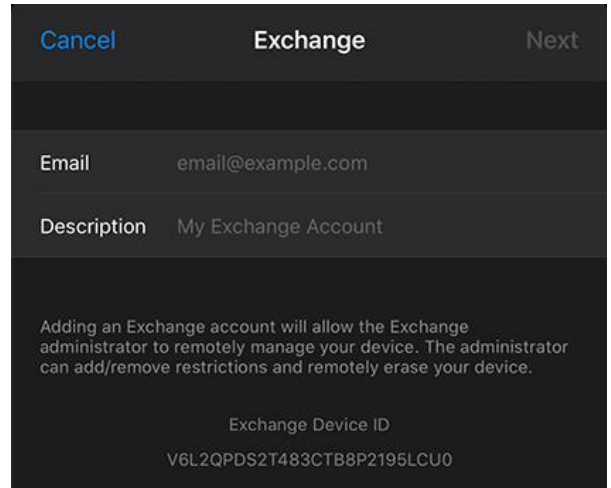 Cancel Exchange Next
Email email@example.com
Description My Exchange Account
Adding an Exchange account will allow the Exchange
administrator to remotely manage your device. The administrator
can add/remove restrictions and remotely erase your device.
Exchange Device ID
V6L2QPDS2T483CTB8P2195LCU0